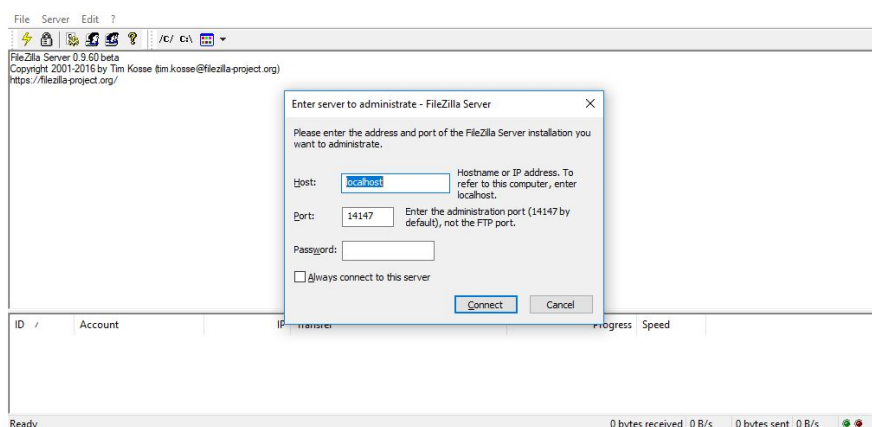 File Server Edit ?
/C/ C:\
FileZilla Server 0.9.60 beta
Copyright 2001-2016 by Tim Kosse (tim.kosse@filezilla-project.org)
https://filezilla-project.org/
Enter server to administrate - FileZilla Server
Please enter the address and port of the FileZilla Server installation you
want to administrate.
Host: localhost
Hostname or IP address. To
refer to this computer, enter
localhost.
Port: 14147
Enter the administration port (14147 by
default), not the FTP port.
Password:
Always connect to this server
Connect Cancel
ID / Account IP Transfer Progress Speed
Ready 0 bytes received 0 B/s 0 bytes sent 0 B/s